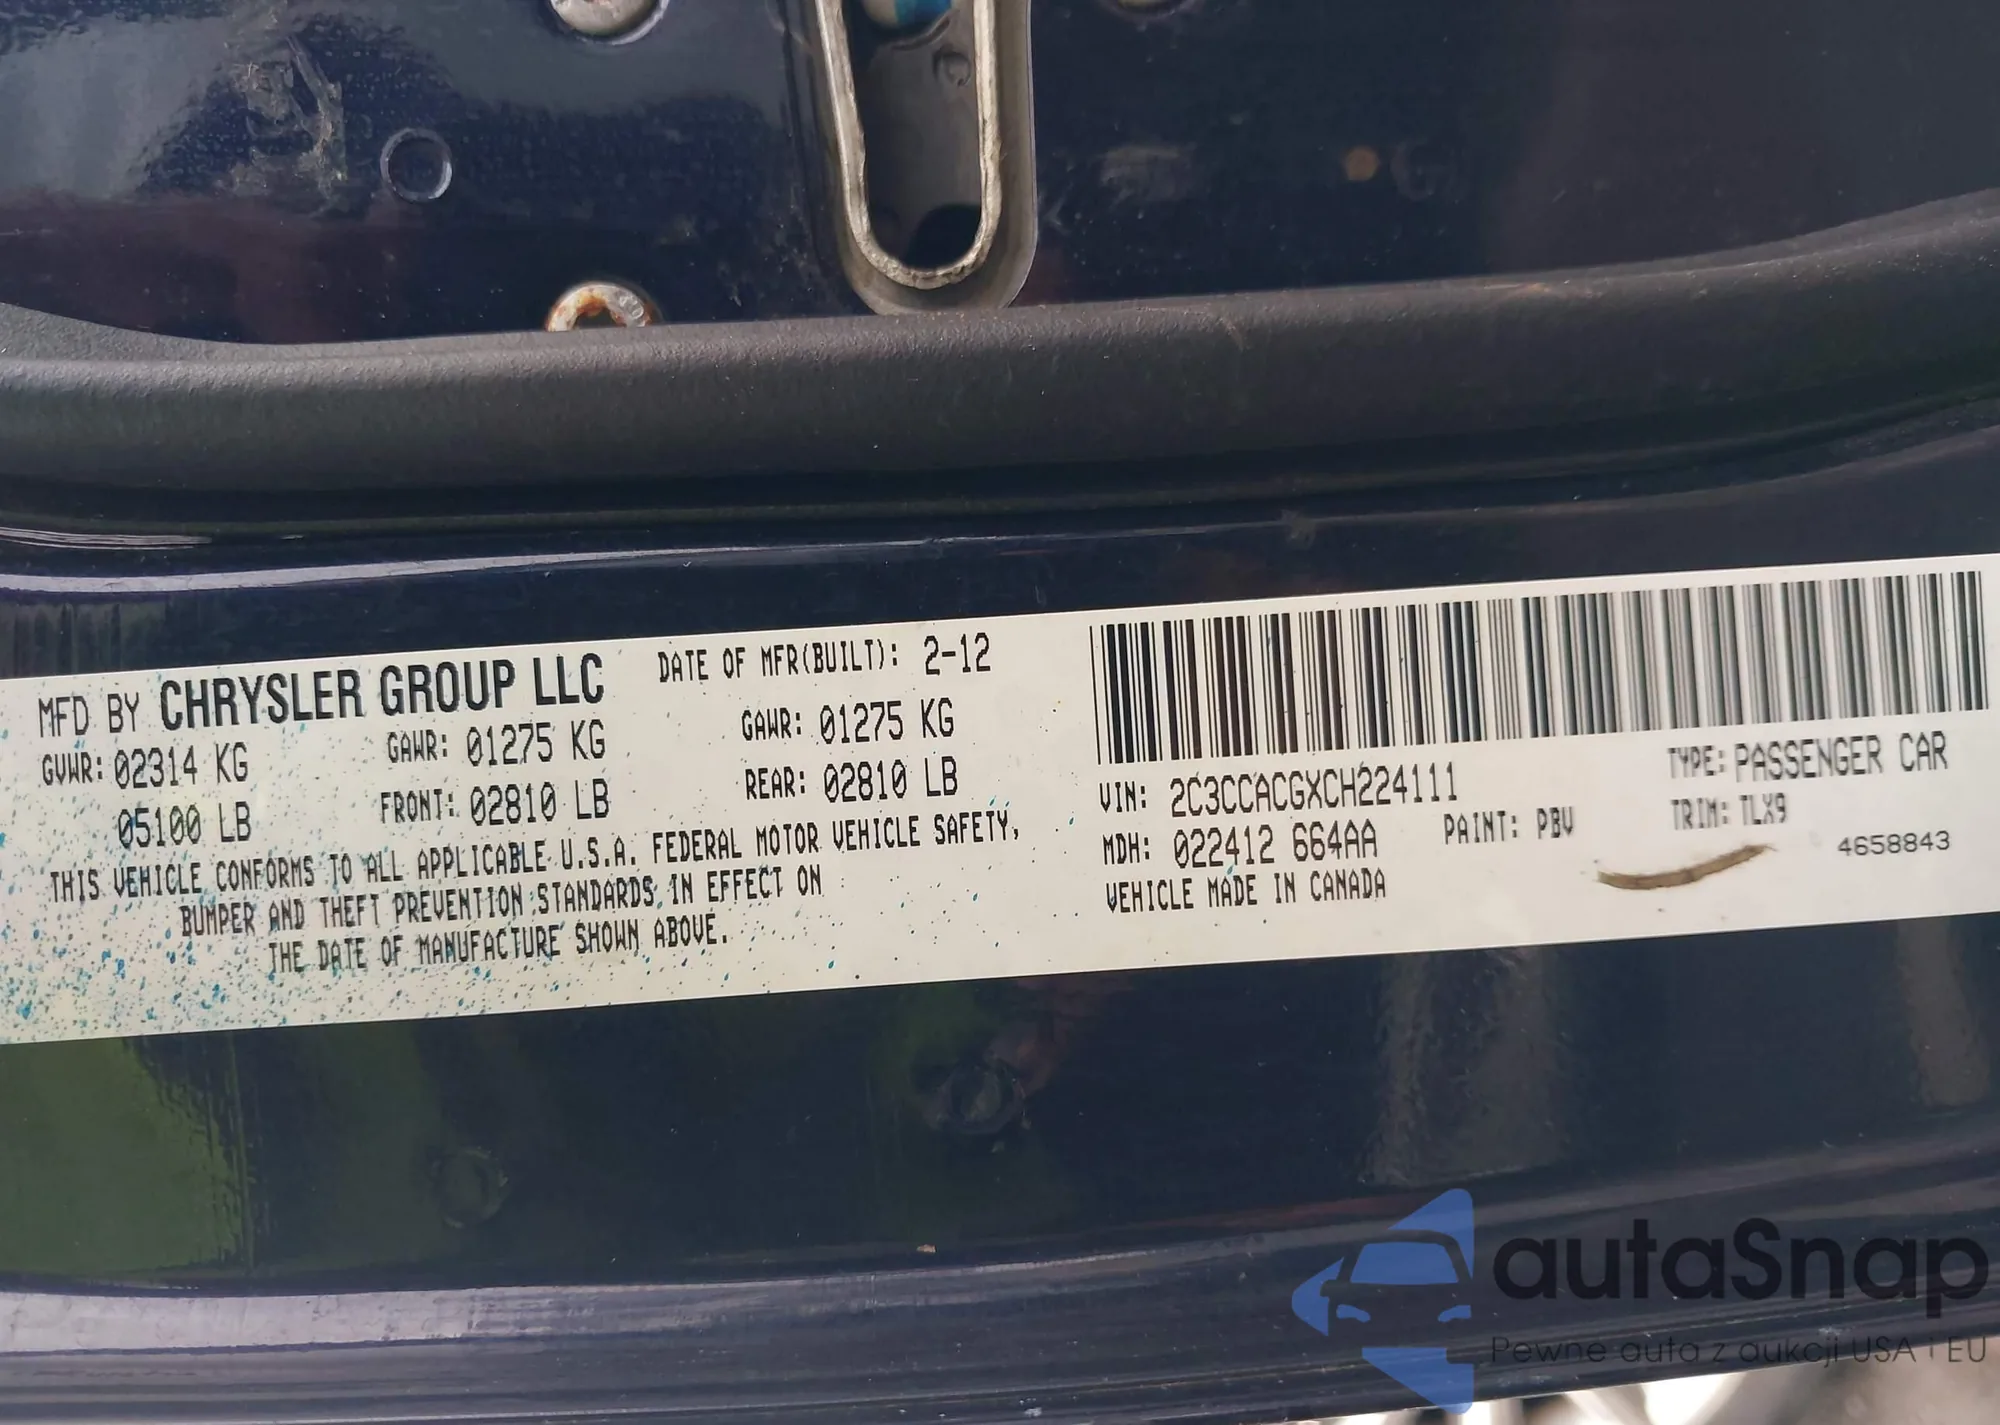 MFD BY CHRYSLER GROUP LLC DATE OF MFR(BUILT): 2-12
GVWR: 02314 KG GAWR: 01275 KG GAWR: 01275 KG
05100 LB FRONT: 02810 LB REAR: 02810 LB
THIS VEHICLE CONFORMS TO ALL APPLICABLE U.S.A. FEDERAL MOTOR VEHICLE SAFETY,
BUMPER AND THEFT PREVENTION STANDARDS IN EFFECT ON
THE DATE OF MANUFACTURE SHOWN ABOVE.
VIN: 2C3CCACGXCH224111 TYPE: PASSENGER CAR
MDH: 022412 664AA PAINT: PBV TRIM: TLX9
VEHICLE MADE IN CANADA 4658843
autaSnap
Pewne auta z aukcji USA i EU